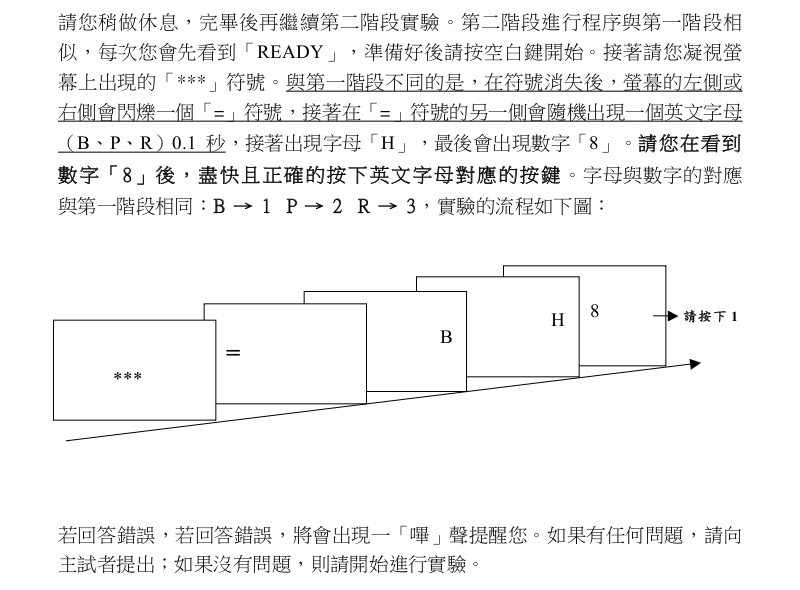 請您稍做休息，完畢後再繼續第二階段實驗。第二階段進行程序與第一階段相
似，每次您會先看到「READY」，準備好後請按空白鍵開始。接著請您凝視螢
幕上出現的「***」符號。與第一階段不同的是，在符號消失後，螢幕的左側或
右側會閃爍一個「=」符號，接著在「=」符號的另一側會隨機出現一個英文字母
（B、P、R）0.1 秒，接著出現字母「H」，最後會出現數字「8」。請您在看到
數字「8」後，盡快且正確的按下英文字母對應的按鍵。字母與數字的對應
與第一階段相同：B → 1 P → 2 R → 3，實驗的流程如下圖：
***
=
B
H
8
請按下 1
若回答錯誤，若回答錯誤，將會出現一「嗶」聲提醒您。如果有任何問題，請向
主試者提出；如果沒有問題，則請開始進行實驗。